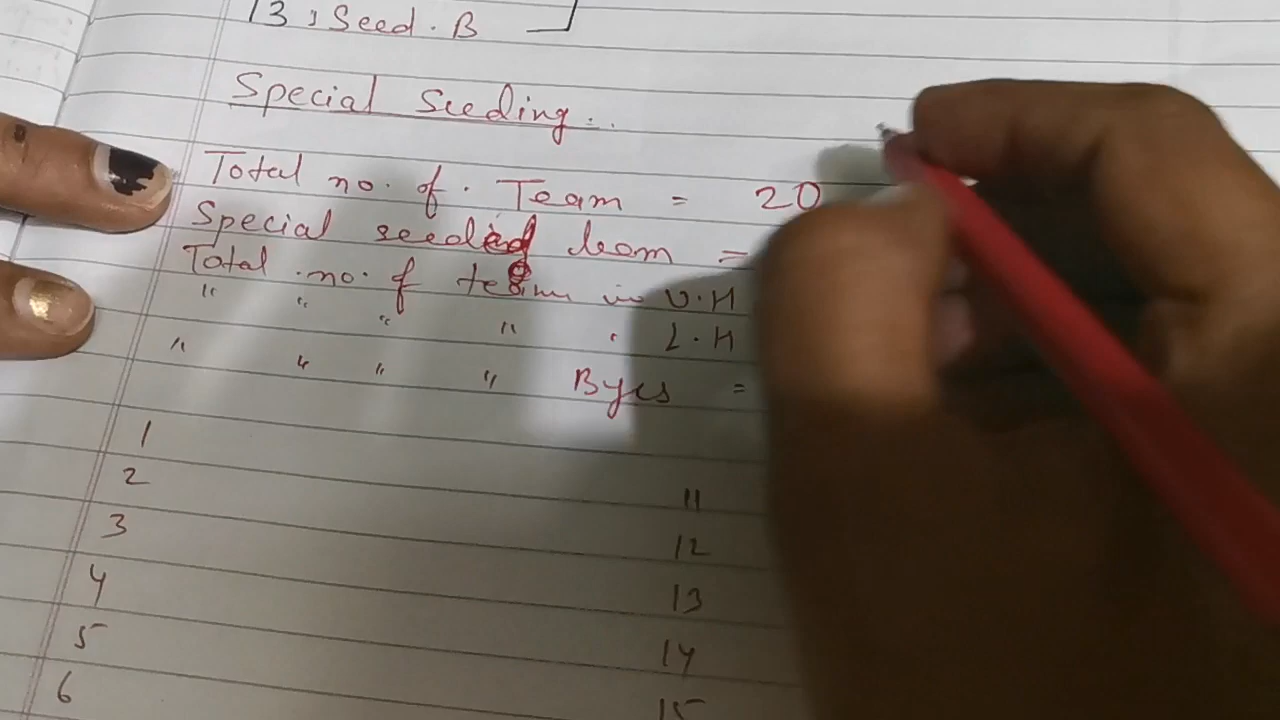 13, Seed. B
Special Seeding..
Total no. of. Team = 20
Special seeded team =
Total no. of team in U.H
" " " " " L.H
" " " " Byes =
1
2 11
3 12
4 13
5 14
6 15